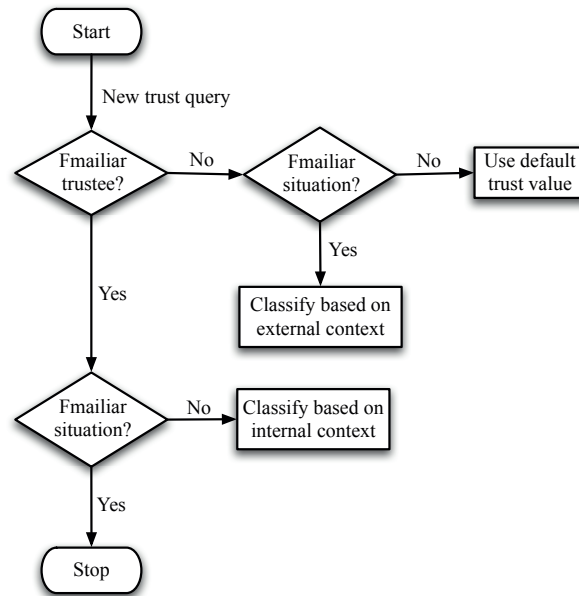 Start
New trust query
Fmailiar
trustee?
No
Fmailiar
situation?
No
Use default
trust value
Yes
Classify based on
external context
Yes
Fmailiar
situation?
No
Classify based on
internal context
Yes
Stop